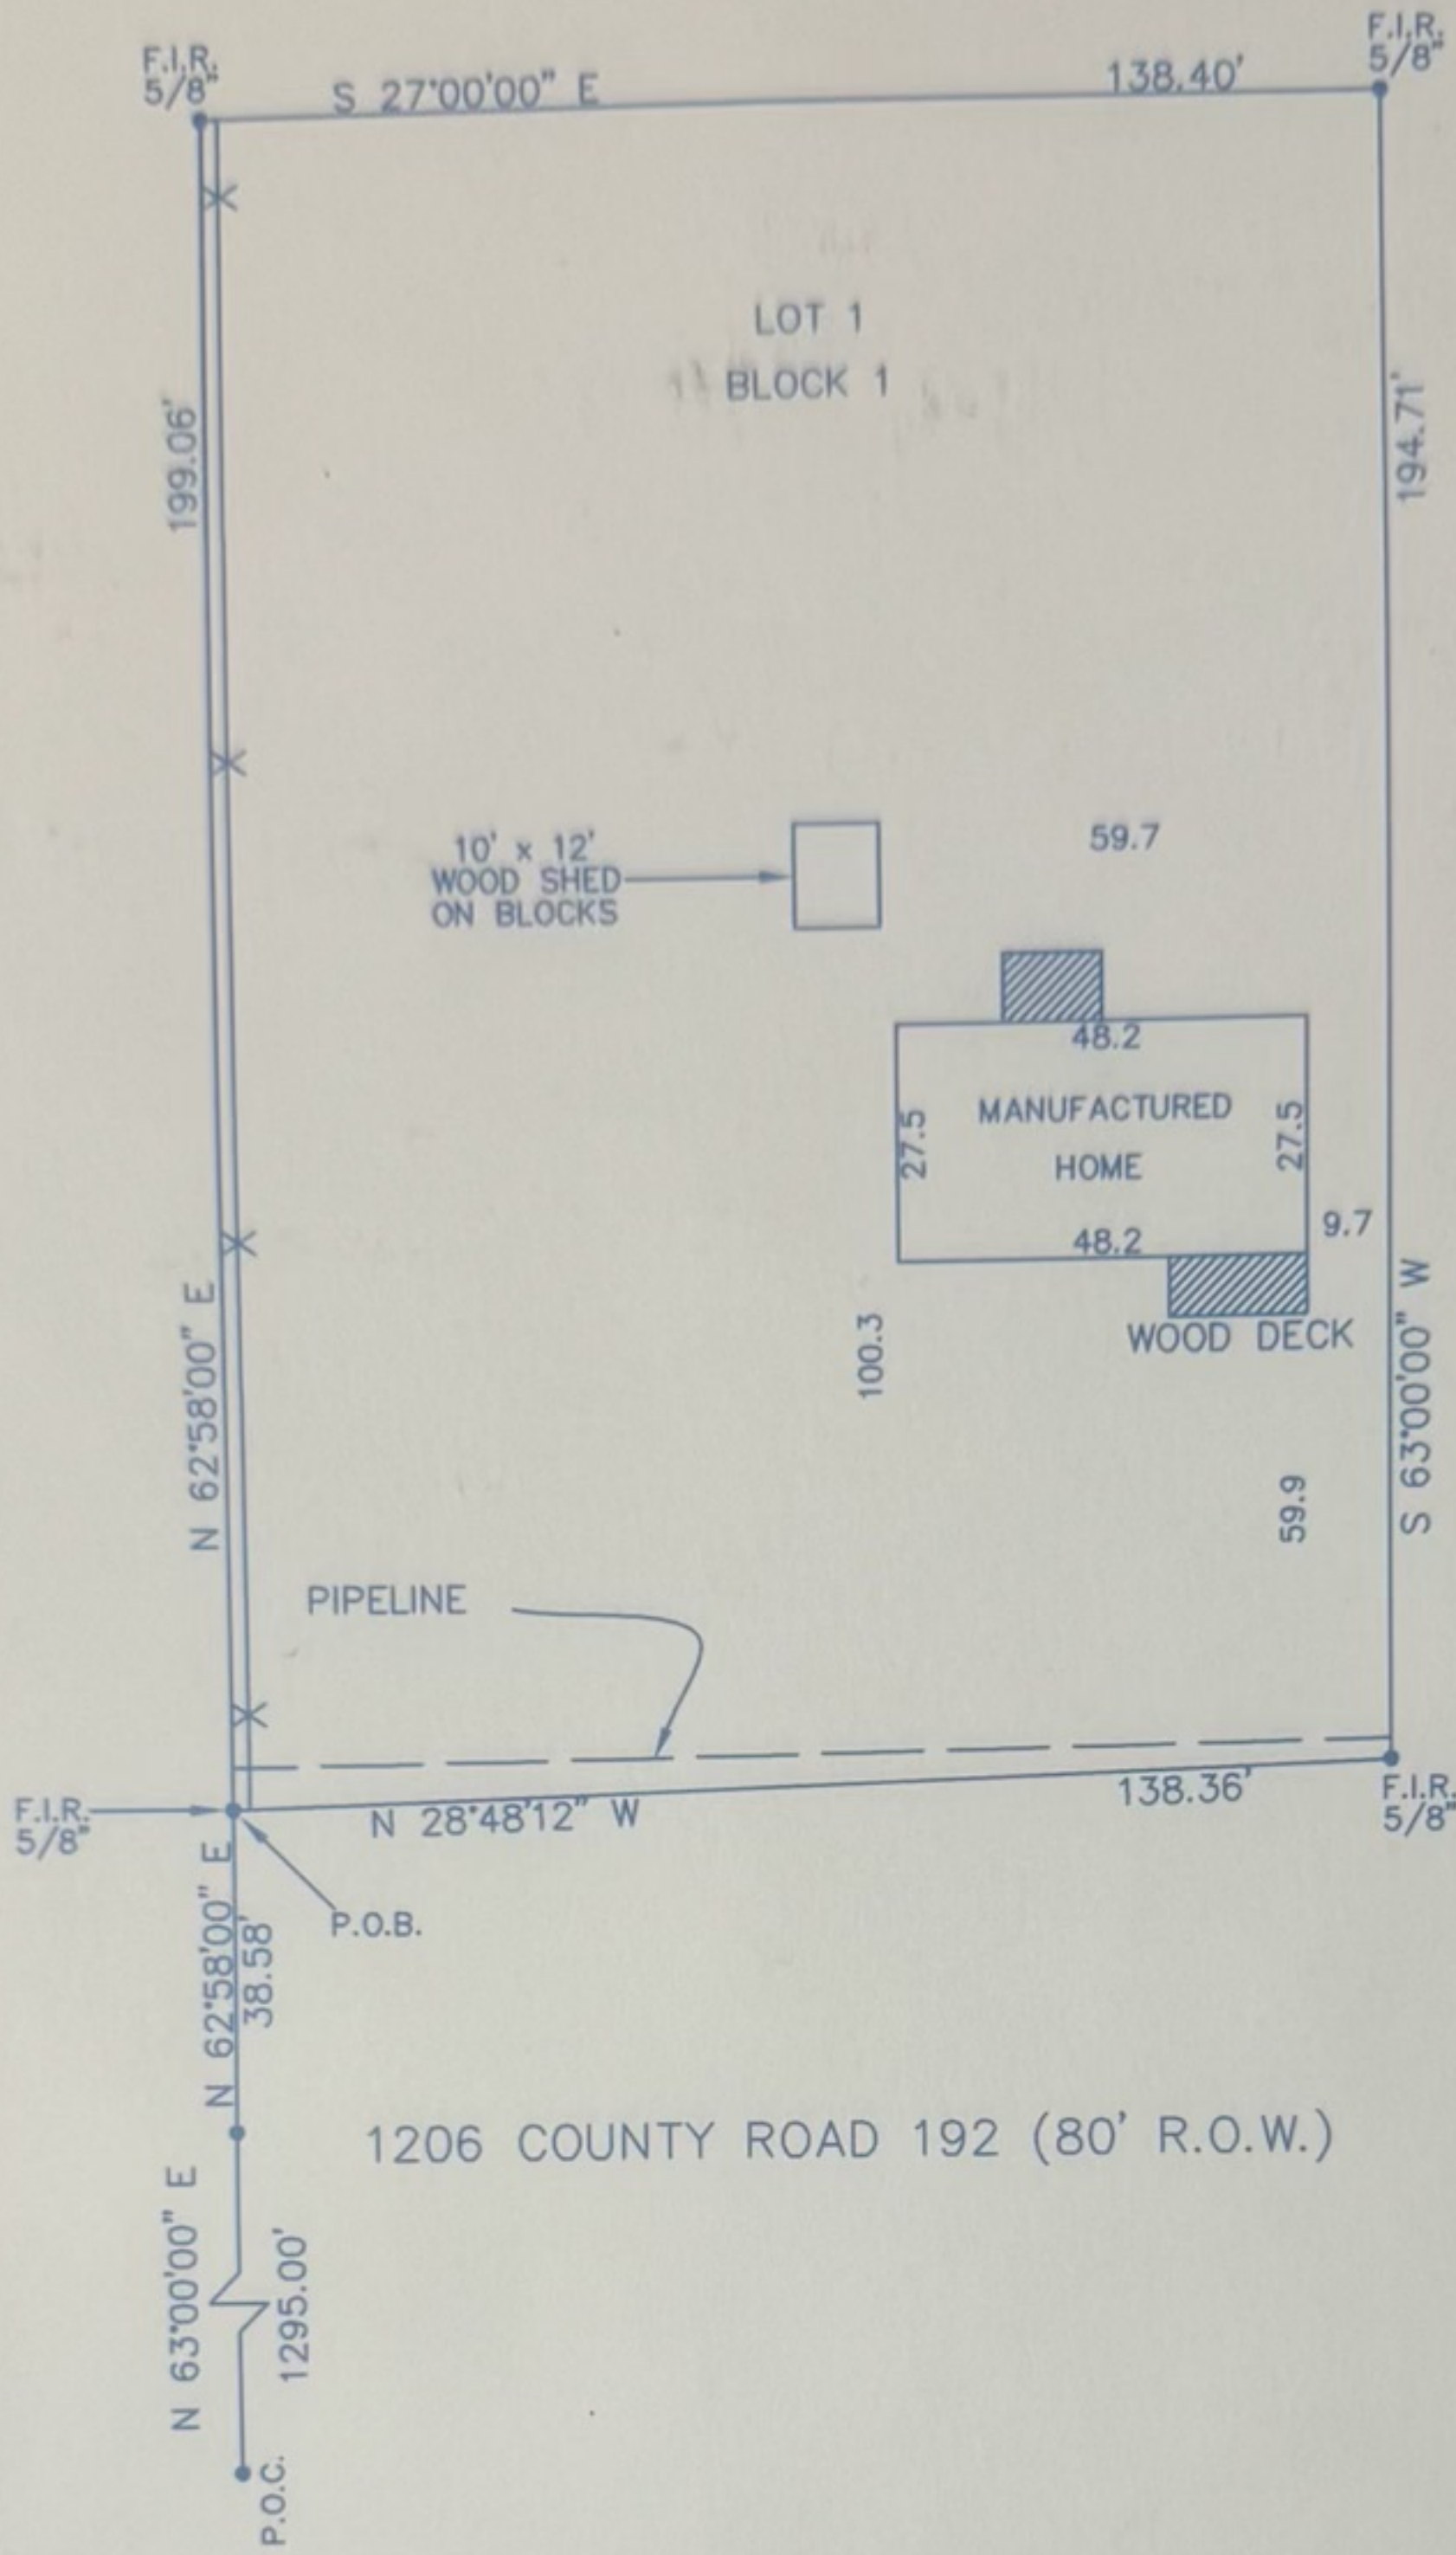 F.I.R.
5/8"
S 27°00'00" E
138.40'
F.I.R.
5/8"
LOT 1
BLOCK 1
199.06'
194.71'
10' x 12'
WOOD SHED
ON BLOCKS
59.7
48.2
MANUFACTURED
HOME
27.5
27.5
48.2
9.7
WOOD DECK
100.3
59.9
N 62°58'00" E
S 63°00'00" W
PIPELINE
F.I.R.
5/8"
N 28°48'12" W
138.36'
F.I.R.
5/8"
P.O.B.
N 62°58'00" E
38.58'
1206 COUNTY ROAD 192 (80' R.O.W.)
N 63°00'00" E
1295.00'
P.O.C.